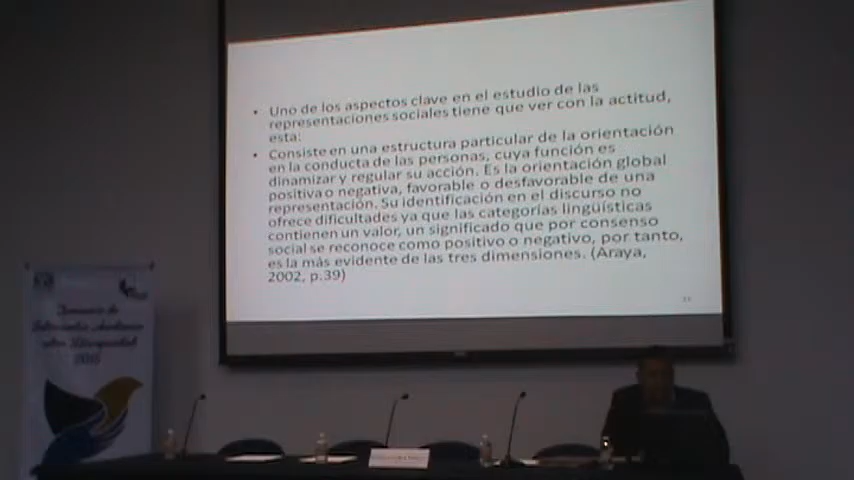 • Uno de los aspectos clave en el estudio de las
representaciones sociales tiene que ver con la actitud,
esta:
• Consiste en una estructura particular de la orientación
en la conducta de las personas, cuya función es
dinamizar y regular su acción. Es la orientación global
positiva o negativa, favorable o desfavorable de una
representación. Su identificación en el discurso no
ofrece dificultades ya que las categorías lingüísticas
contienen un valor, un significado que por consenso
social se reconoce como positivo o negativo, por tanto,
es la más evidente de las tres dimensiones. (Araya,
2002, p.39)
Seminario de
sobre Discapacidad